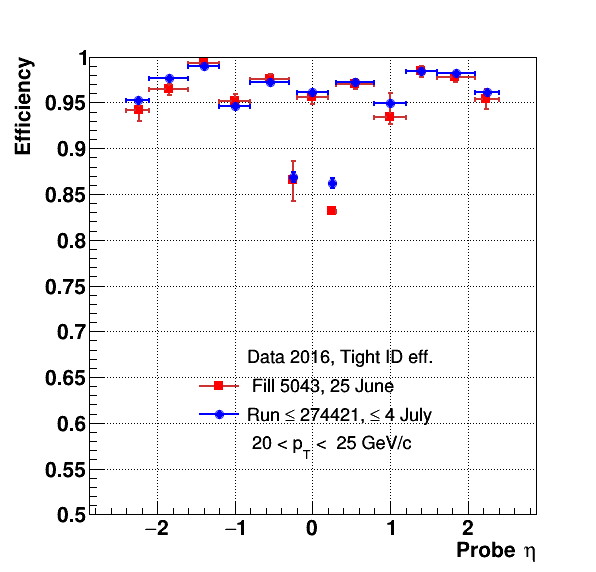 Efficiency
1
0.95
0.9
0.85
0.8
0.75
0.7
0.65
0.6
0.55
0.5
Data 2016, Tight ID eff.
Fill 5043, 25 June
Run ≤ 274421, ≤ 4 July
20 < p_T < 25 GeV/c
−2 −1 0 1 2
Probe η